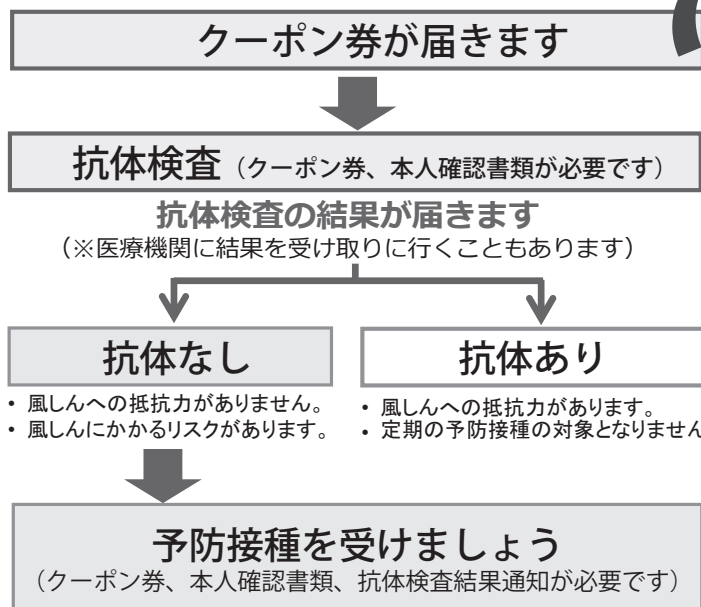 クーポン券が届きます
抗体検査（クーポン券、本人確認書類が必要です）
抗体検査の結果が届きます
（※医療機関に結果を受け取りに行くこともあります）
抗体なし
・ 風しんへの抵抗力がありません。
・ 風しんにかかるリスクがあります。
抗体あり
・ 風しんへの抵抗力があります。
・ 定期の予防接種の対象となりません
予防接種を受けましょう
（クーポン券、本人確認書類、抗体検査結果通知が必要です）